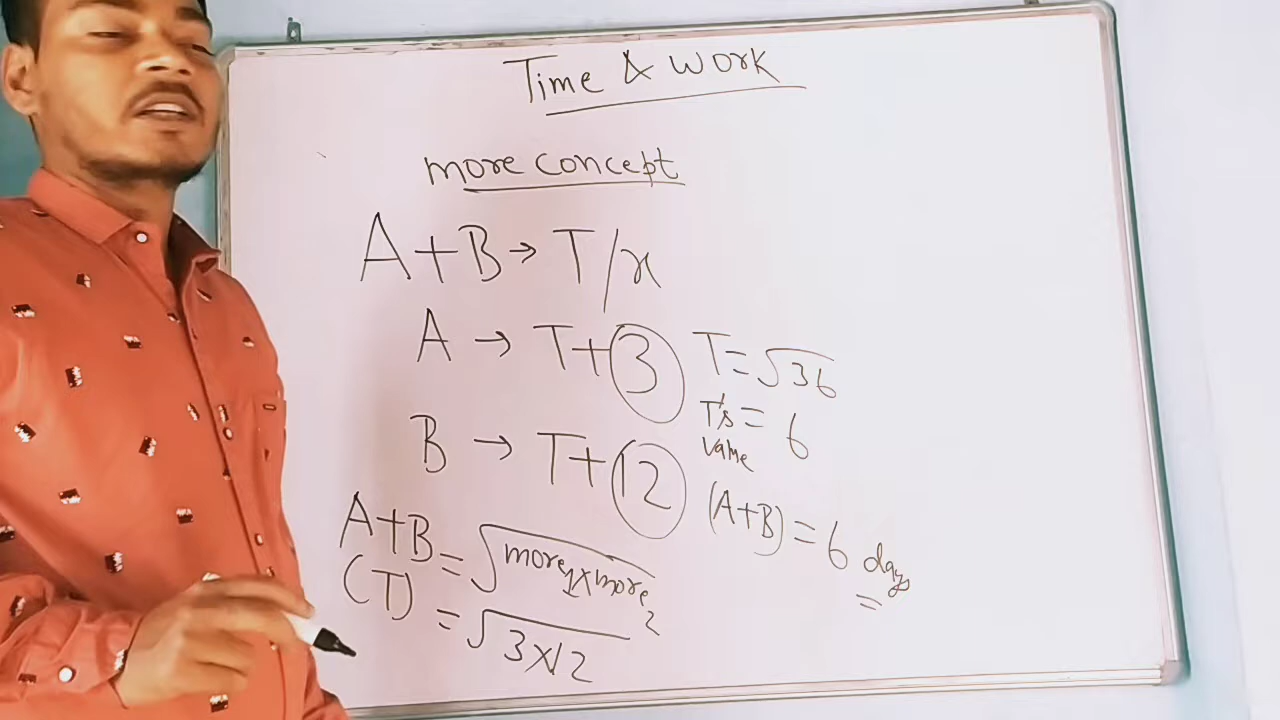 Time & work
more concept
A+B → T/x
A → T+3
B → T+12
A+B (T) = √more₁×more₂
= √3×12
T = √36
T's value = 6
(A+B) = 6 days